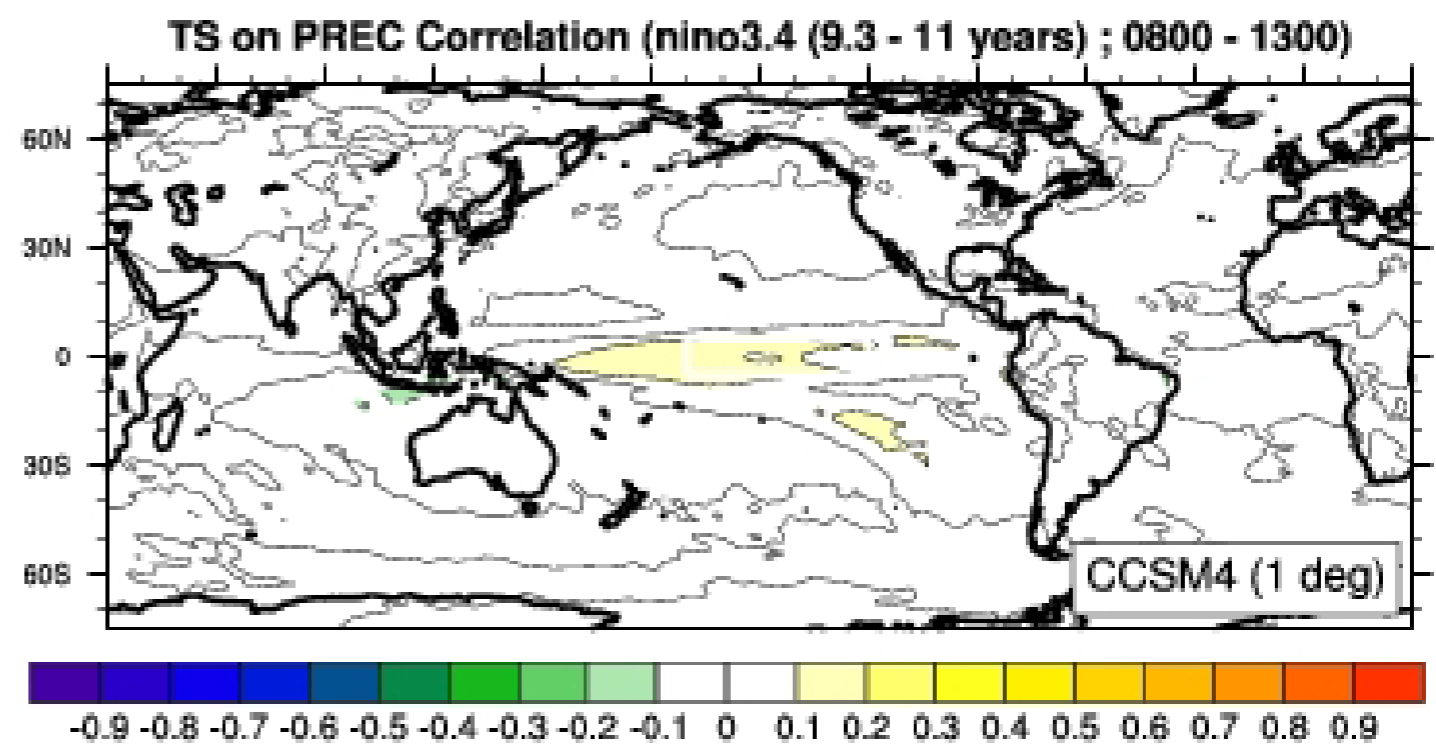 TS on PREC Correlation (nino3.4 (9.3 - 11 years) ; 0800 - 1300)
60N
30N
0
30S
60S
CCSM4 (1 deg)
-0.9 -0.8 -0.7 -0.6 -0.5 -0.4 -0.3 -0.2 -0.1 0 0.1 0.2 0.3 0.4 0.5 0.6 0.7 0.8 0.9